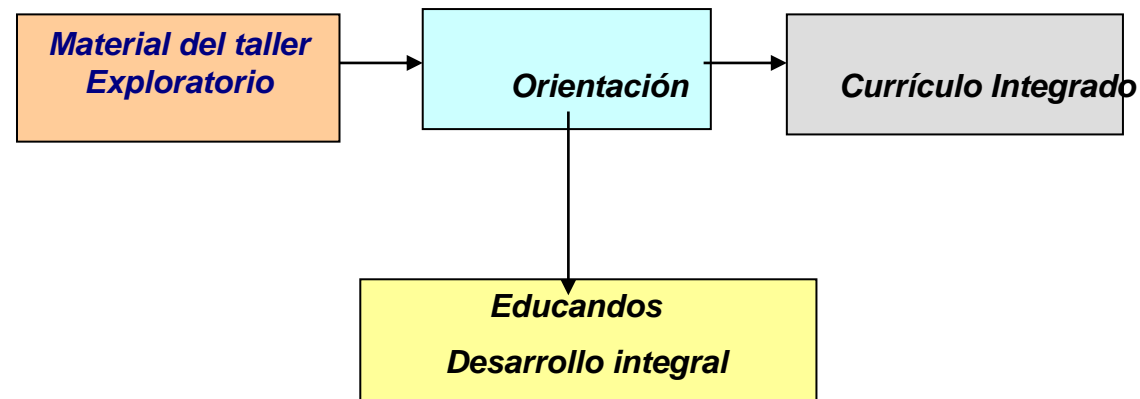 Material del taller
Exploratorio
Orientación
Currículo Integrado
Educandos
Desarrollo integral